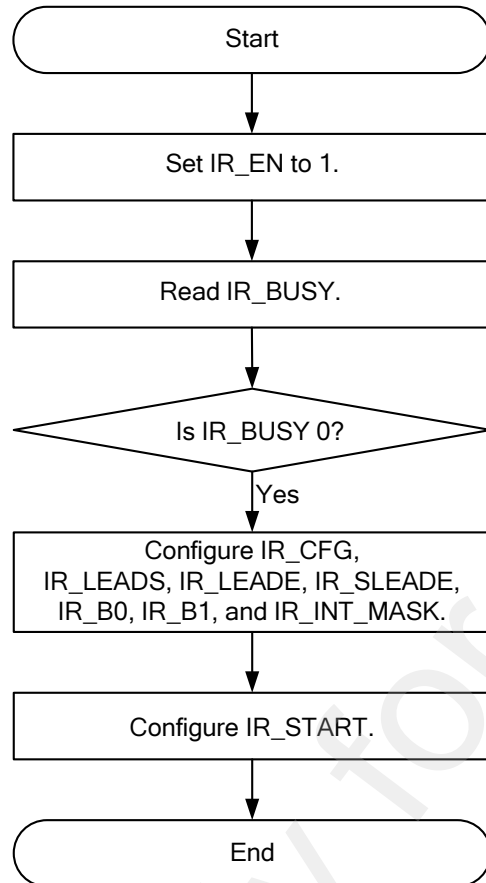 Start
Set IR_EN to 1.
Read IR_BUSY.
Is IR_BUSY 0?
Yes
Configure IR_CFG,
IR_LEADS, IR_LEADE, IR_SLEADE,
IR_B0, IR_B1, and IR_INT_MASK.
Configure IR_START.
End